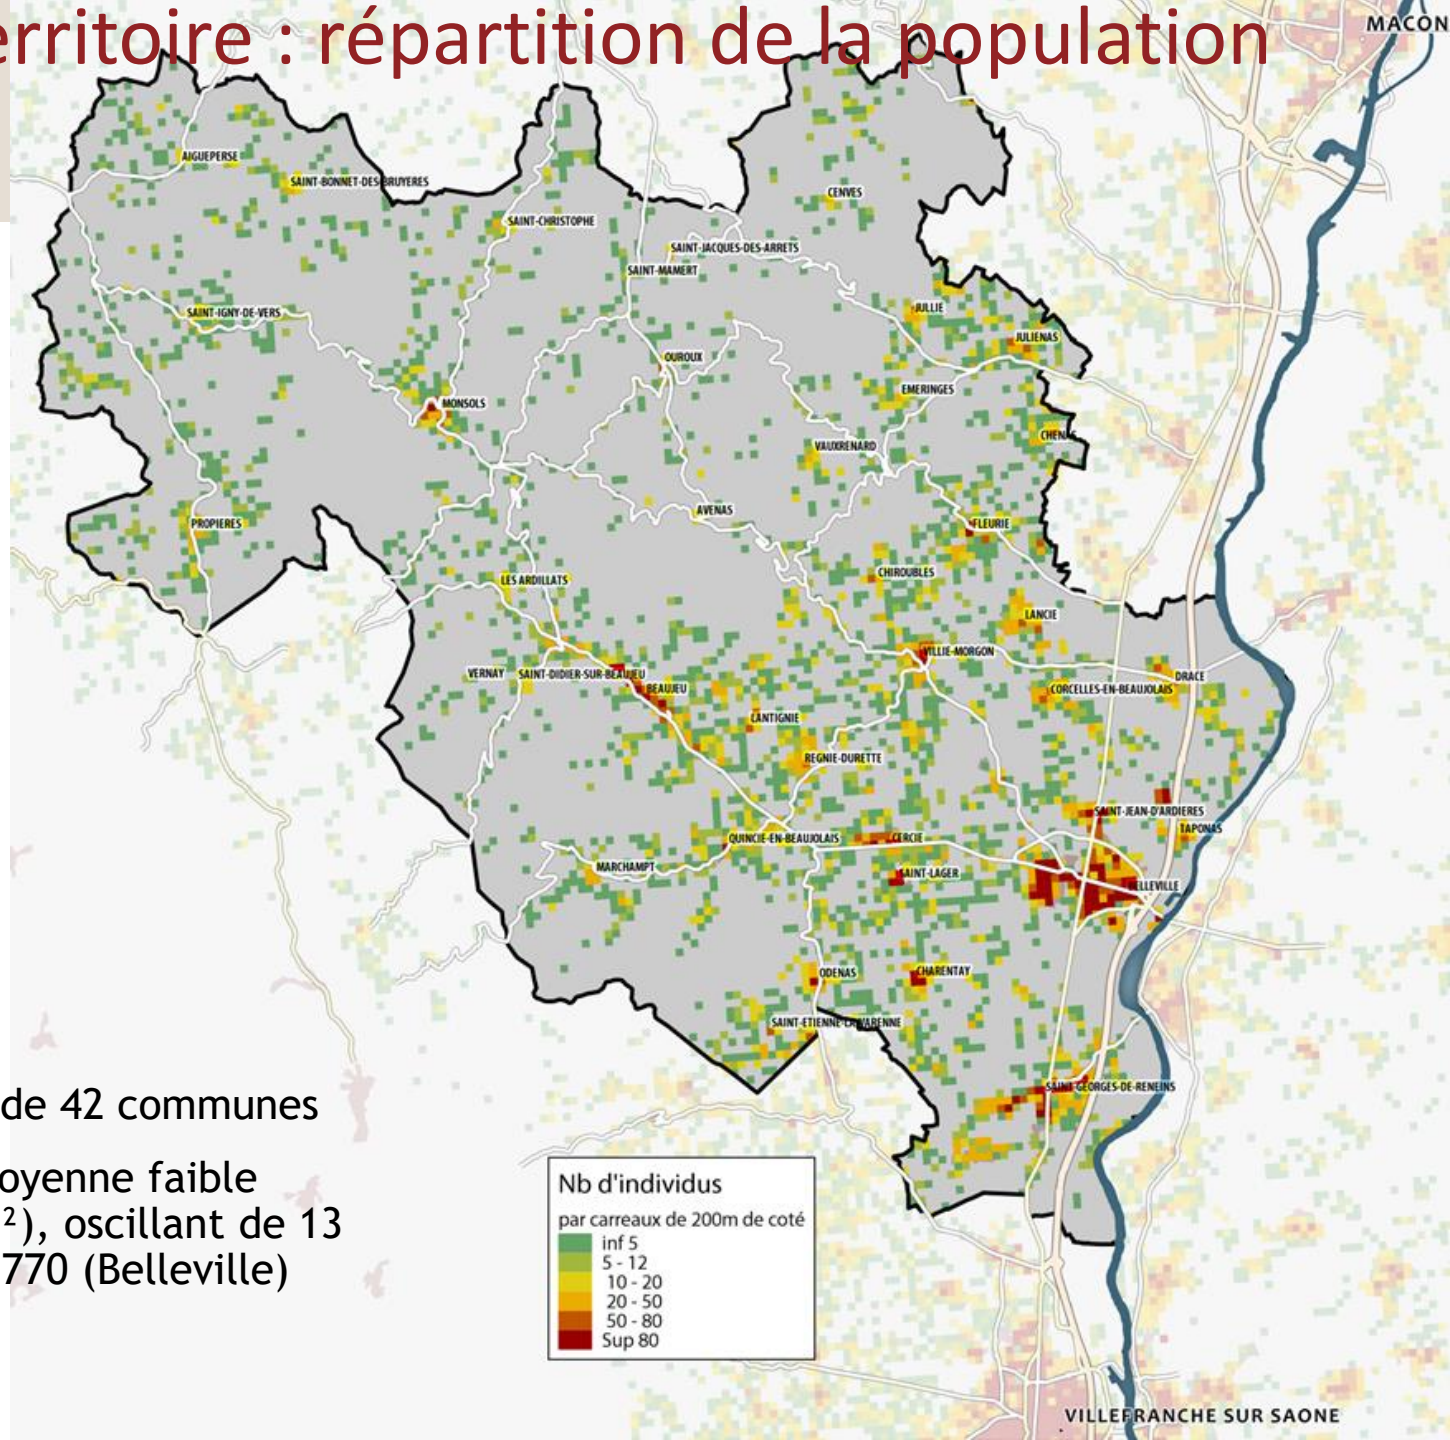 erritoire : répartition de la population
MACON
AIGUEPERSE
SAINT-BONNET-DES-BRUYERES
CENVES
SAINT-CHRISTOPHE
SAINT-JACQUES-DES-ARRETS
SAINT-MAMERT
JULLIE
SAINT-IGNY-DE-VERS
JULIENAS
OUROUX
EMERINGES
MONSOLS
CHENAS
VAUXRENARD
AVENAS
PROPIERES
FLEURIE
CHIROUBLES
LES ARDILLATS
LANCIE
VILLIE-MORGON
VERNAY
SAINT-DIDIER-SUR-BEAUJEU
DRACE
BEAUJEU
CORCELLES-EN-BEAUJOLAIS
LANTIGNIE
REGNIE-DURETTE
SAINT-JEAN-D'ARDIERES
TAPONAS
QUINCIE-EN-BEAUJOLAIS
CERCIE
MARCHAMPT
SAINT-LAGER
BELLEVILLE
ODENAS
CHARENTAY
SAINT-ETIENNE-LA-VARENNE
SAINT-GEORGES-DE-RENEINS
de 42 communes
oyenne faible
²), oscillant de 13
770 (Belleville)
Nb d'individus
par carreaux de 200m de coté
inf 5
5 - 12
10 - 20
20 - 50
50 - 80
Sup 80
VILLEFRANCHE SUR SAONE